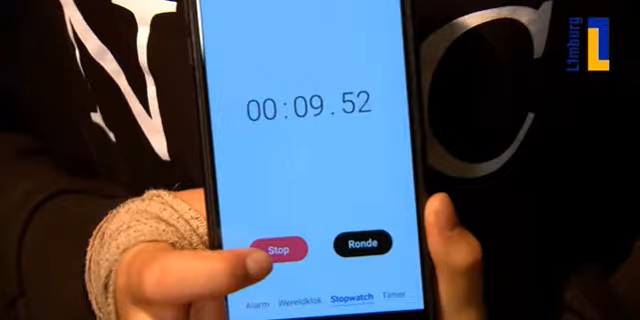 N C
L1mburg
L
00:09.52
Stop Ronde
Alarm Wereldklok Stopwatch Timer